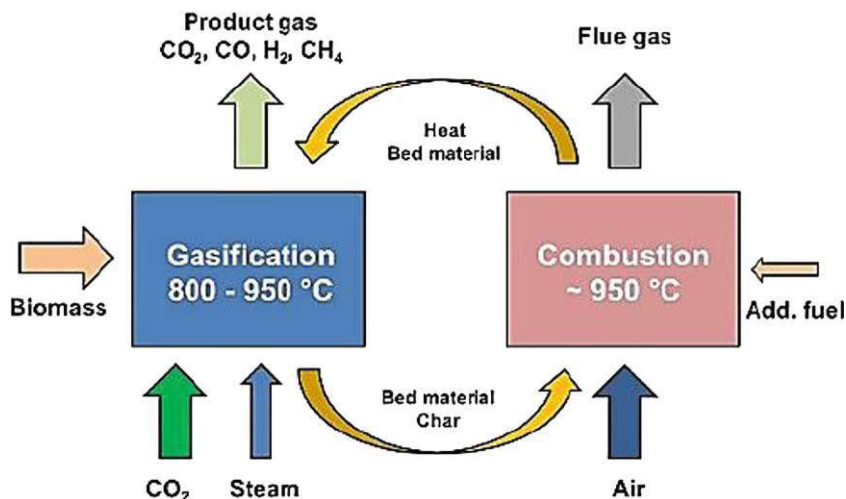 Product gas
CO₂, CO, H₂, CH₄
Flue gas
Heat
Bed material
Gasification
800 - 950 °C
Combustion
~ 950 °C
Biomass
Add. fuel
Bed material
Char
CO₂
Steam
Air